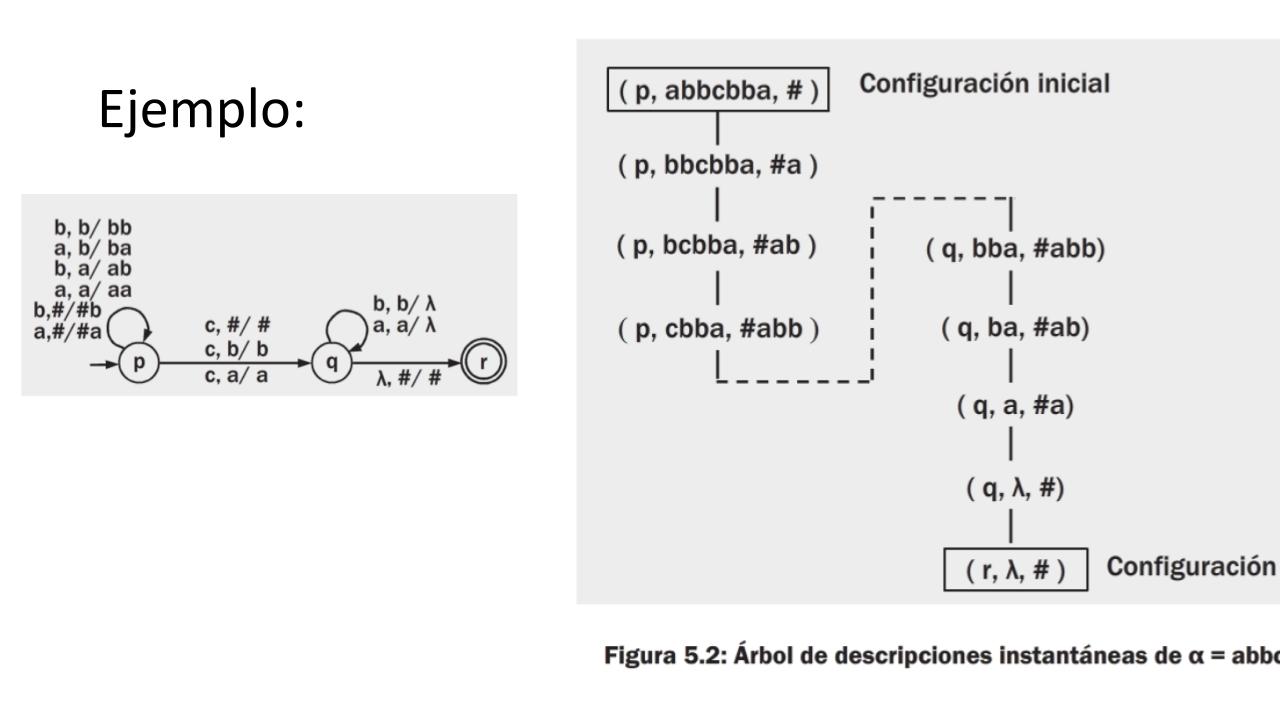 Ejemplo:
b, b/ bb
a, b/ ba
b, a/ ab
a, a/ aa
b,#/#b
a,#/#a
p
c, #/ #
c, b/ b
c, a/ a
q
b, b/ λ
a, a/ λ
λ, #/ #
r
( p, abbcbba, # )
Configuración inicial
( p, bbcbba, #a )
( p, bcbba, #ab )
( p, cbba, #abb )
( q, bba, #abb)
( q, ba, #ab)
( q, a, #a)
( q, λ, #)
( r, λ, # )
Configuración
Figura 5.2: Árbol de descripciones instantáneas de α = abb